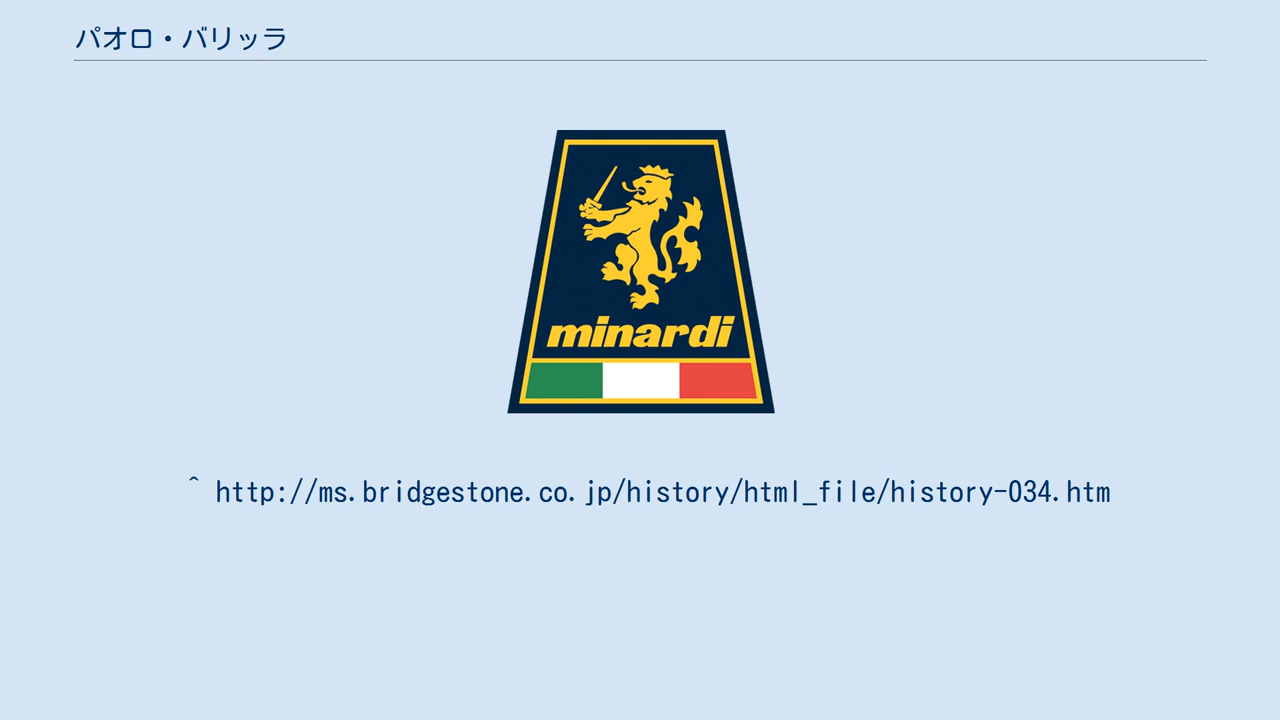 パオロ・バリッラ
minardi
^ http://ms.bridgestone.co.jp/history/html_file/history-034.htm